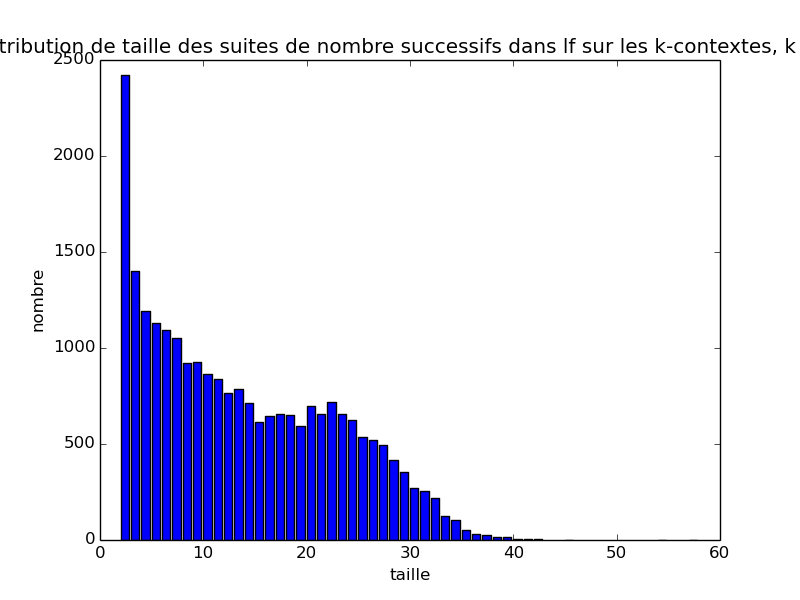 tribution de taille des suites de nombre successifs dans lf sur les k-contextes, k
2500
2000
1500
1000
500
0
nombre
0 10 20 30 40 50 60
taille